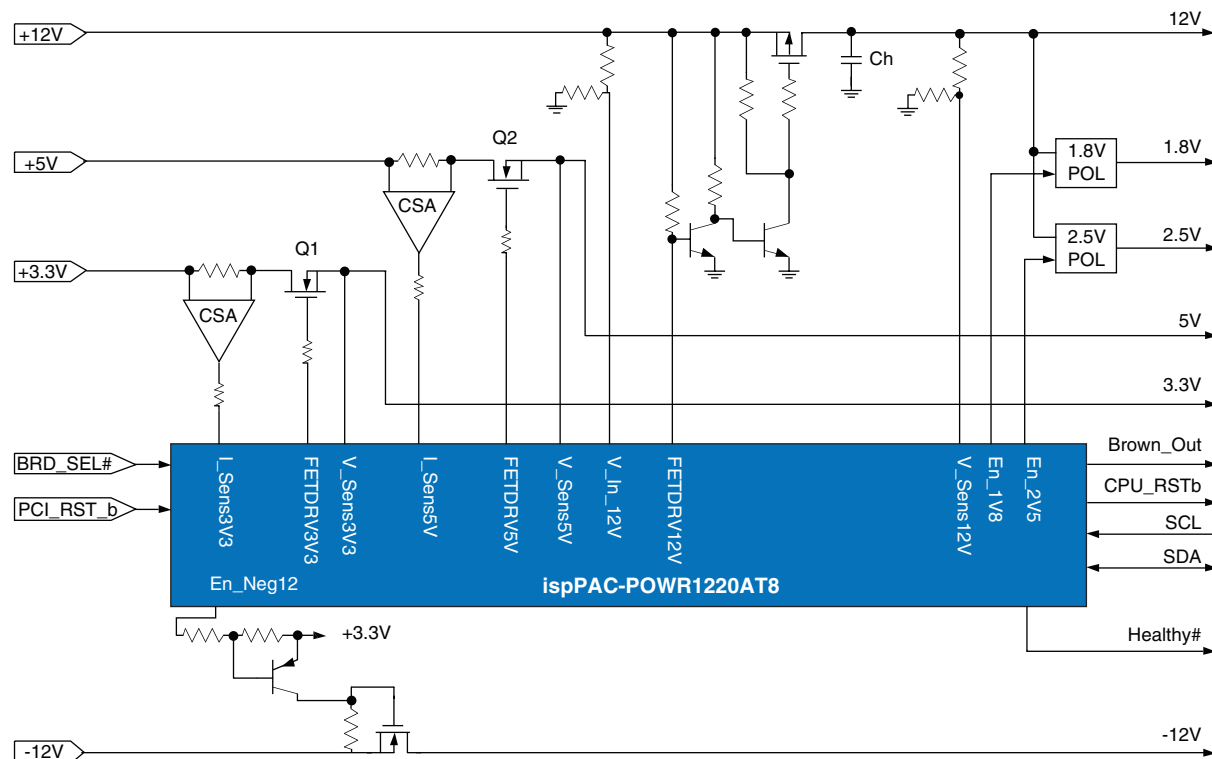 +12V
12V
Ch
Q2
+5V
CSA
1.8V
POL
1.8V
2.5V
POL
2.5V
Q1
+3.3V
CSA
5V
3.3V
BRD_SEL#
PCI_RST_b
I_Sens3V3
FETDRV3V3
V_Sens3V3
I_Sens5V
FETDRV5V
V_Sens5V
V_In_12V
FETDRV12V
V_Sens12V
En_1V8
En_2V5
Brown_Out
CPU_RSTb
SCL
SDA
En_Neg12
ispPAC-POWR1220AT8
+3.3V
Healthy#
-12V
-12V